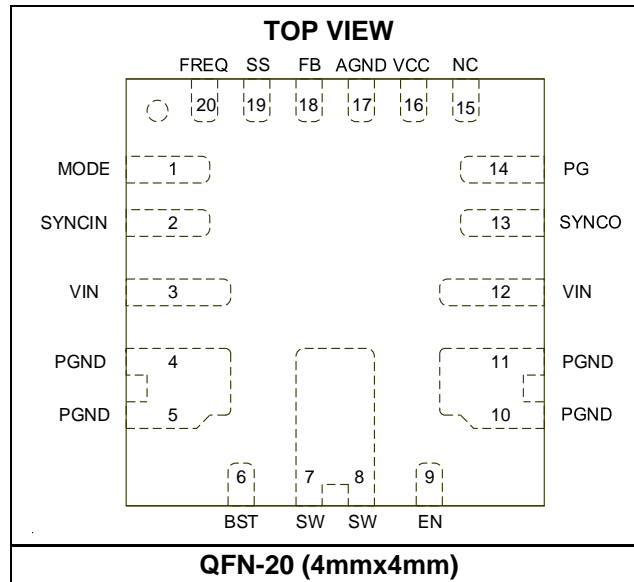 TOP VIEW
FREQ SS FB AGND VCC NC
20 19 18 17 16 15
MODE 1 14 PG
SYNCIN 2 13 SYNCO
VIN 3 12 VIN
PGND 4 11 PGND
PGND 5 10 PGND
6 7 8 9
BST SW SW EN
QFN-20 (4mmx4mm)